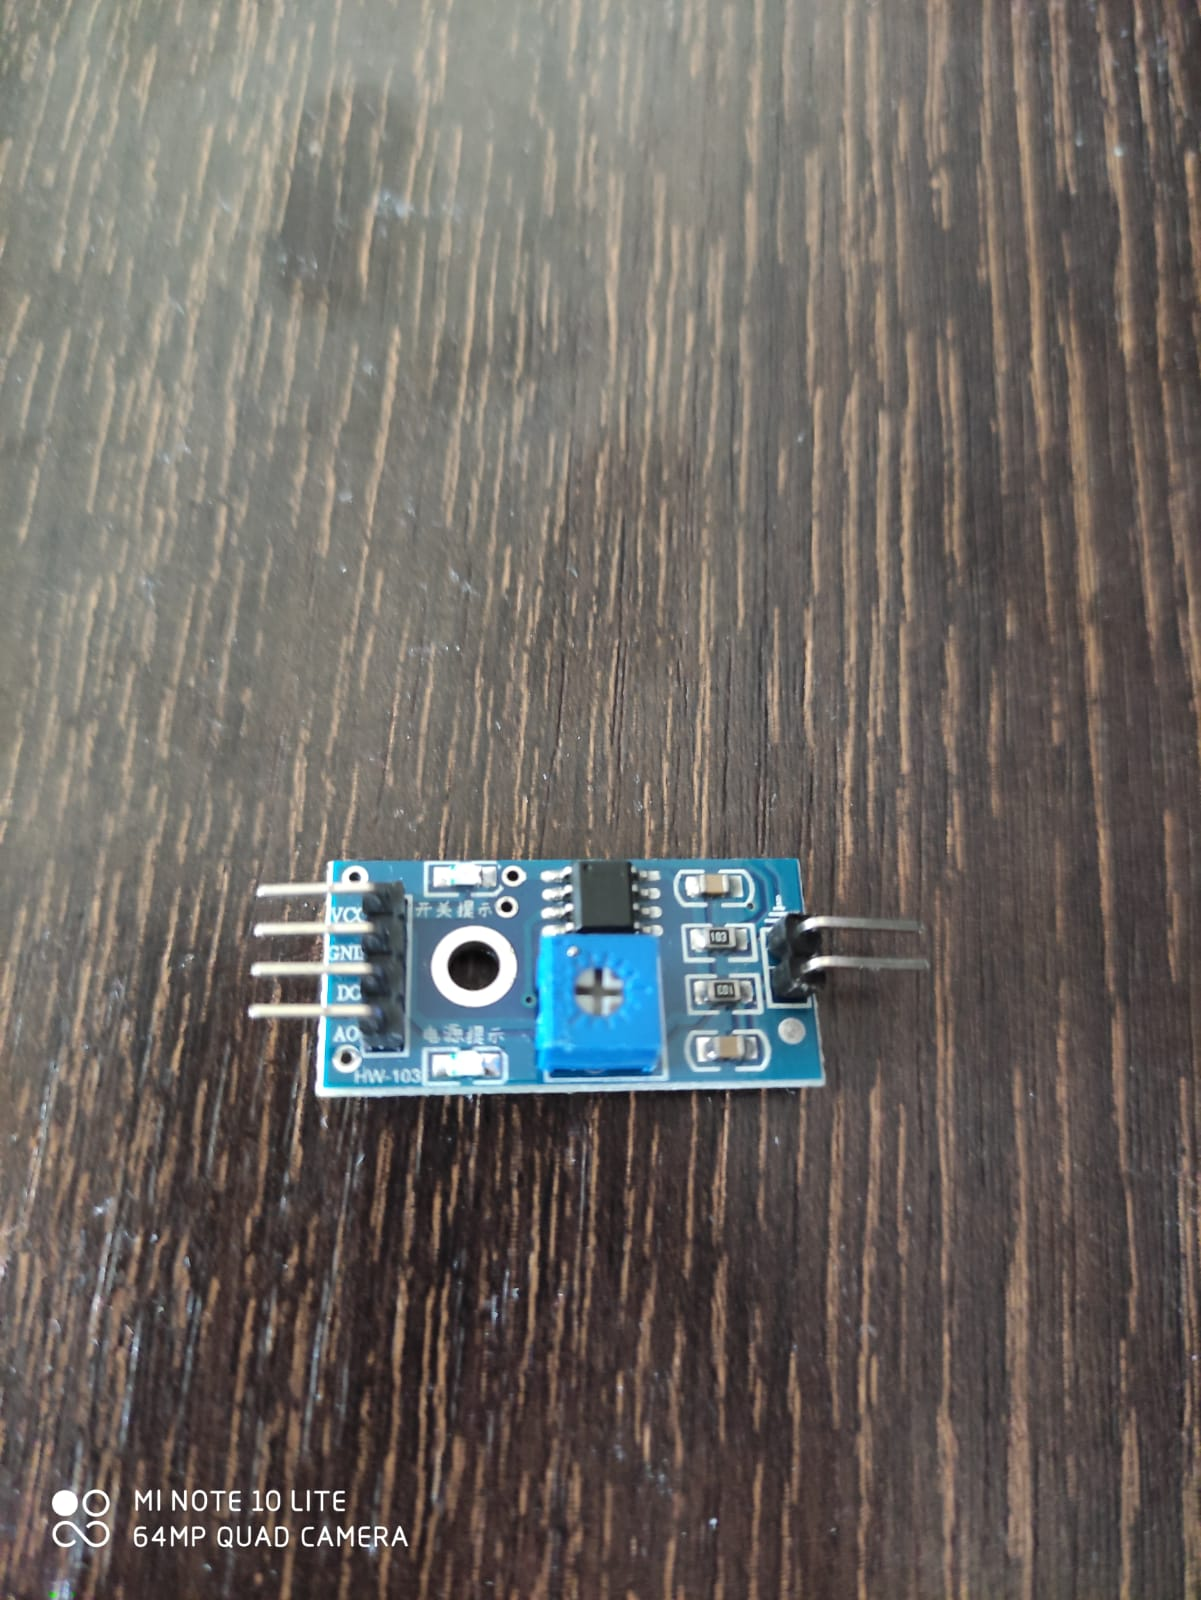 VCC
开关提示
GND
DO
AO
电源提示
HW-103
103
103
MI NOTE 10 LITE
64MP QUAD CAMERA